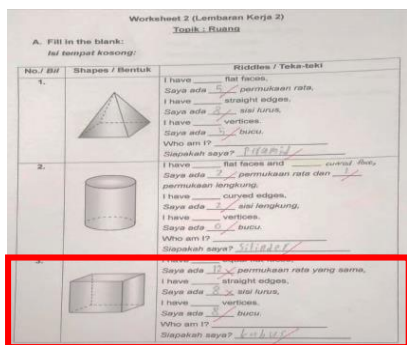 Worksheet 2 (Lembaran Kerja 2)
Topik : Ruang
A. Fill in the blank:
Isi tempat kosong:
No./ Bil Shapes / Bentuk Riddles / Teka-teki
1.
I have ____ flat faces,
Saya ada 5 permukaan rata,
I have ____ straight edges,
Saya ada 8 sisi lurus,
I have ____ vertices.
Saya ada 5 bucu.
Who am I?
Siapakah saya? Piramid
2.
I have ____ flat faces and ____ curved
Saya ada 2 permukaan rata dan 1
permukaan lengkung,
I have ____ curved edges,
Saya ada 2 sisi lengkung,
I have ____ vertices.
Saya ada 0 bucu.
Who am I?
Siapakah saya? Silinder
3.
Saya ada 12 permukaan rata yang sama,
I have ____ straight edges,
Saya ada 8 sisi lurus,
I have ____ vertices.
Saya ada 8 bucu.
Who am I?
Siapakah saya? kubus